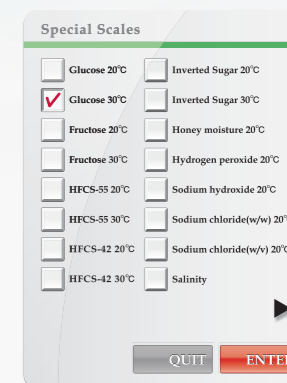 Special Scales
Glucose 20℃ Inverted Sugar 20℃
Glucose 30℃ Inverted Sugar 30℃
Fructose 20℃ Honey moisture 20℃
Fructose 30℃ Hydrogen peroxide 20℃
HFCS-55 20℃ Sodium hydroxide 20℃
HFCS-55 30℃ Sodium chloride(w/w) 20℃
HFCS-42 20℃ Sodium chloride(w/v) 20℃
HFCS-42 30℃ Salinity
QUIT ENTE